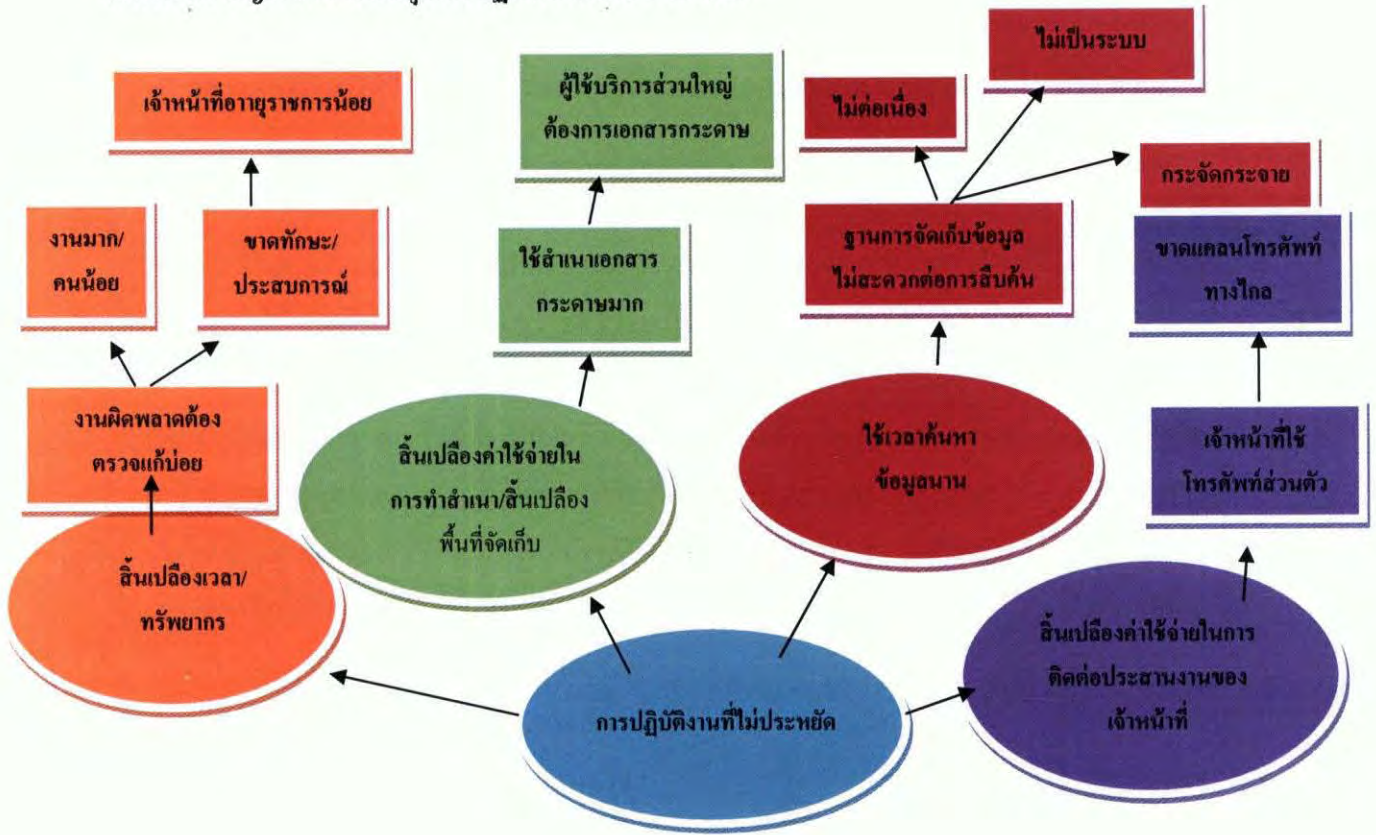 ไม่เป็นระบบ
เจ้าหน้าที่อายุราชการน้อย
ผู้ใช้บริการส่วนใหญ่
ต้องการเอกสารกระดาษ
ไม่ต่อเนื่อง
กระจัดกระจาย
งานมาก/
คนน้อย
ขาดทักษะ/
ประสบการณ์
ใช้สำเนาเอกสาร
กระดาษมาก
ฐานการจัดเก็บข้อมูล
ไม่สะดวกต่อการสืบค้น
ขาดแคลนโทรศัพท์
ทางไกล
งานผิดพลาดต้อง
ตรวจแก้บ่อย
สิ้นเปลืองค่าใช้จ่ายใน
การทำสำเนา/สิ้นเปลือง
พื้นที่จัดเก็บ
ใช้เวลาค้นหา
ข้อมูลนาน
เจ้าหน้าที่ใช้
โทรศัพท์ส่วนตัว
สิ้นเปลืองเวลา/
ทรัพยากร
สิ้นเปลืองค่าใช้จ่ายในการ
ติดต่อประสานงานของ
เจ้าหน้าที่
การปฏิบัติงานที่ไม่ประหยัด